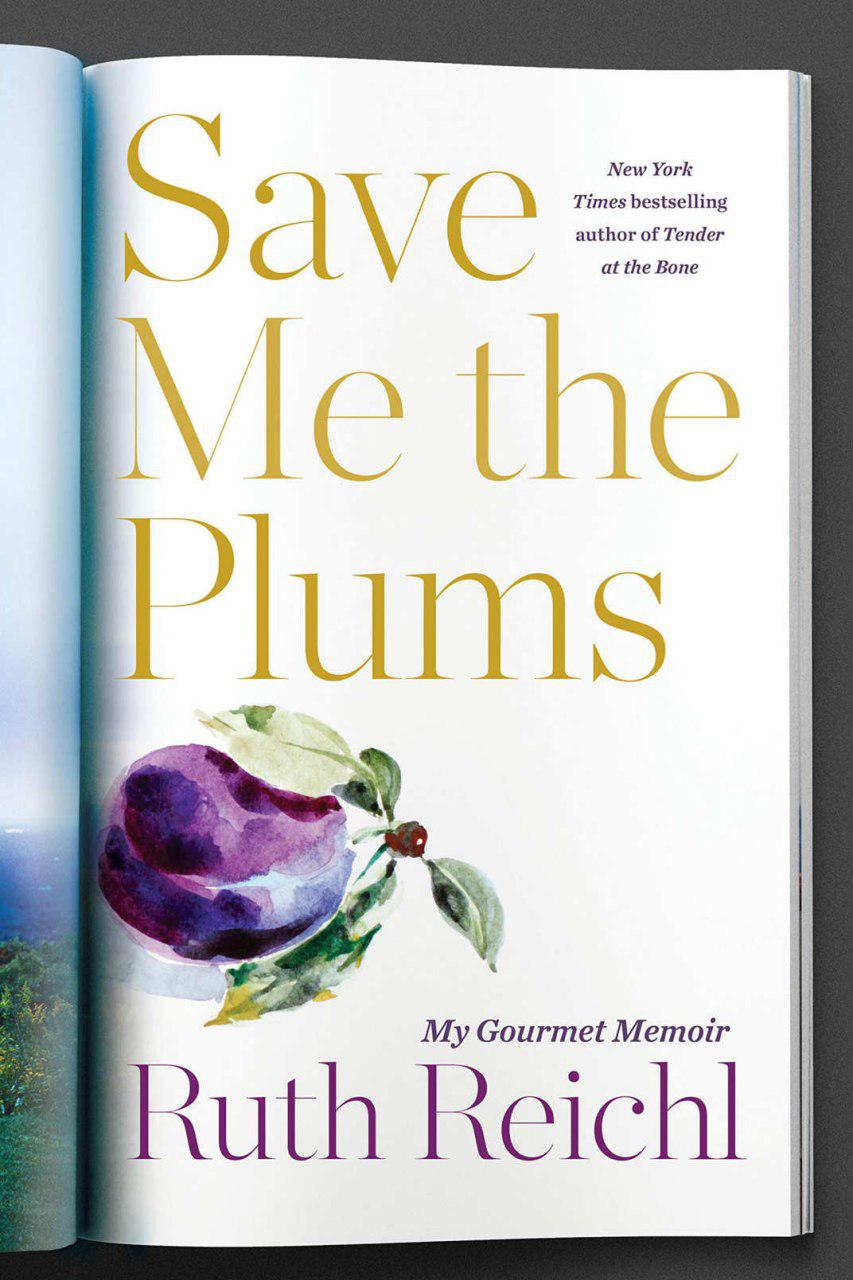 Save
Me the
Plums
New York
Times bestselling
author of Tender
at the Bone
My Gourmet Memoir
Ruth Reichl